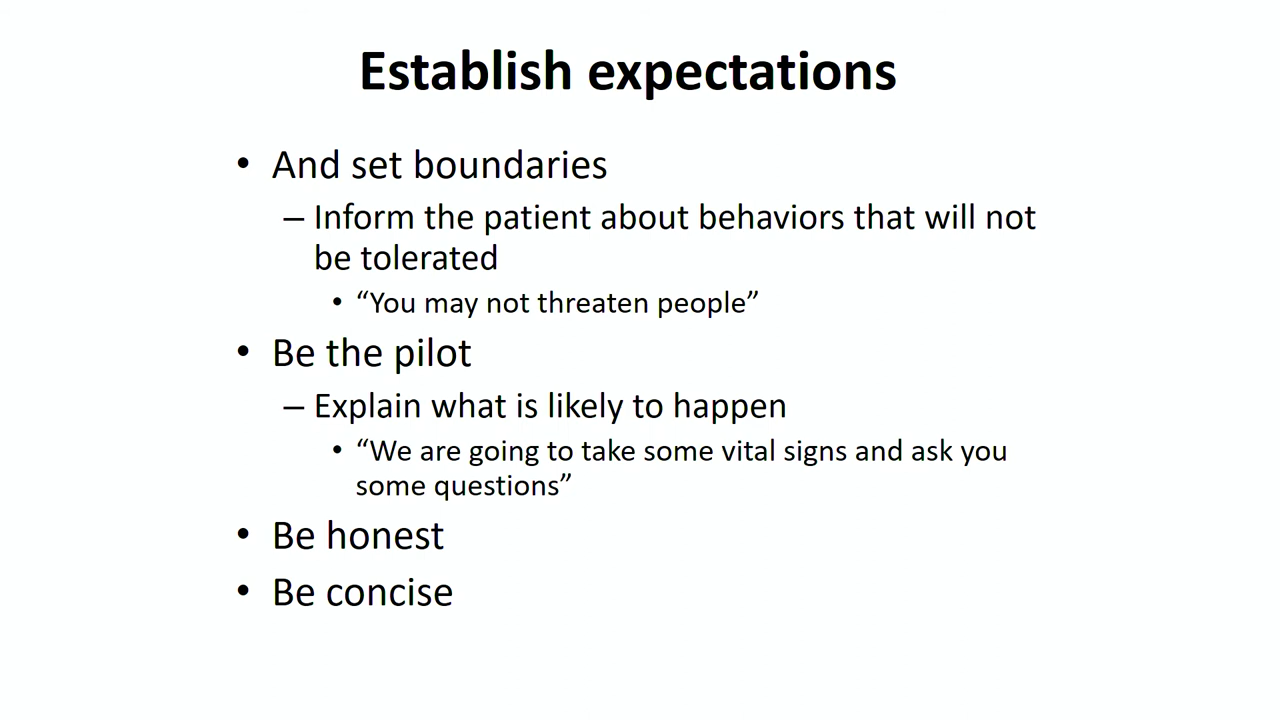 Establish expectations
• And set boundaries
– Inform the patient about behaviors that will not
be tolerated
• “You may not threaten people”
• Be the pilot
– Explain what is likely to happen
• “We are going to take some vital signs and ask you
some questions”
• Be honest
• Be concise